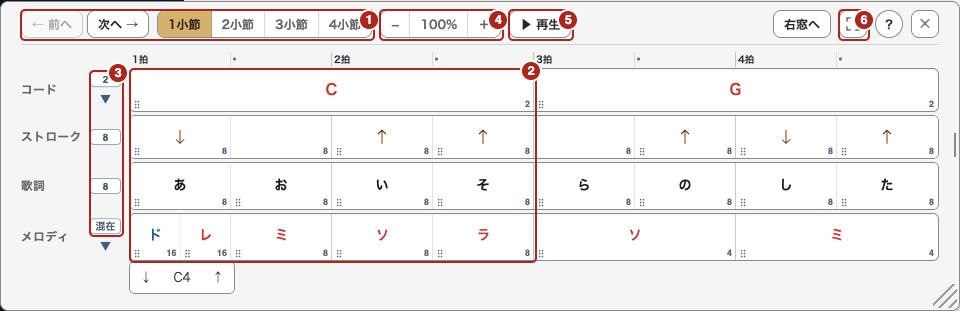 ← 前へ 次へ → 1小節 2小節 3小節 4小節 1 − 100% + 4 ▶ 再生 5 右窓へ 6 ? ×
1拍 • 2拍 • 3拍 • 4拍 •
3 2
コード 2 ▼ C 2 G 2
ストローク 8 ↓ 8 8 ↑ 8 ↑ 8 8 ↑ 8 ↓ 8 ↑ 8
歌詞 8 あ 8 お 8 い 8 そ 8 ら 8 の 8 し 8 た 8
メロディ 混在 ▼ ド 16 レ 16 ミ 8 ソ 8 ラ 8 ソ 4 ミ 4
↓ C4 ↑